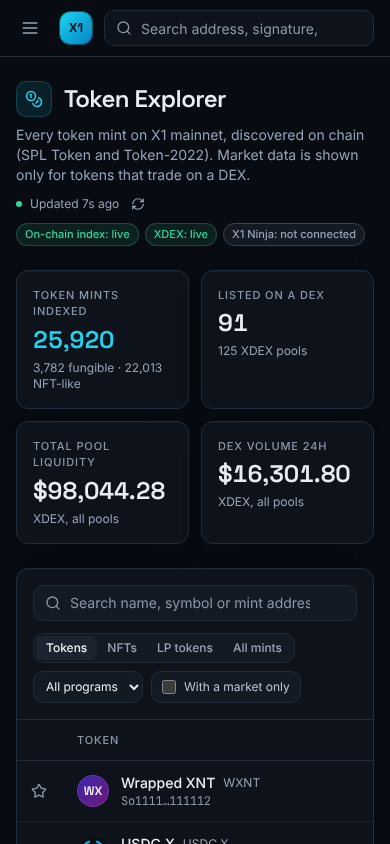 X1
Search address, signature,
Token Explorer
Every token mint on X1 mainnet, discovered on chain
(SPL Token and Token-2022). Market data is shown
only for tokens that trade on a DEX.
Updated 7s ago
On-chain index: live
XDEX: live
X1 Ninja: not connected
TOKEN MINTS
INDEXED
25,920
3,782 fungible · 22,013
NFT-like
LISTED ON A DEX
91
125 XDEX pools
TOTAL POOL
LIQUIDITY
$98,044.28
XDEX, all pools
DEX VOLUME 24H
$16,301.80
XDEX, all pools
Search name, symbol or mint addres
Tokens
NFTs
LP tokens
All mints
All programs
With a market only
TOKEN
WX
Wrapped XNT WXNT
So1111…111112
USDC.X USDC.X